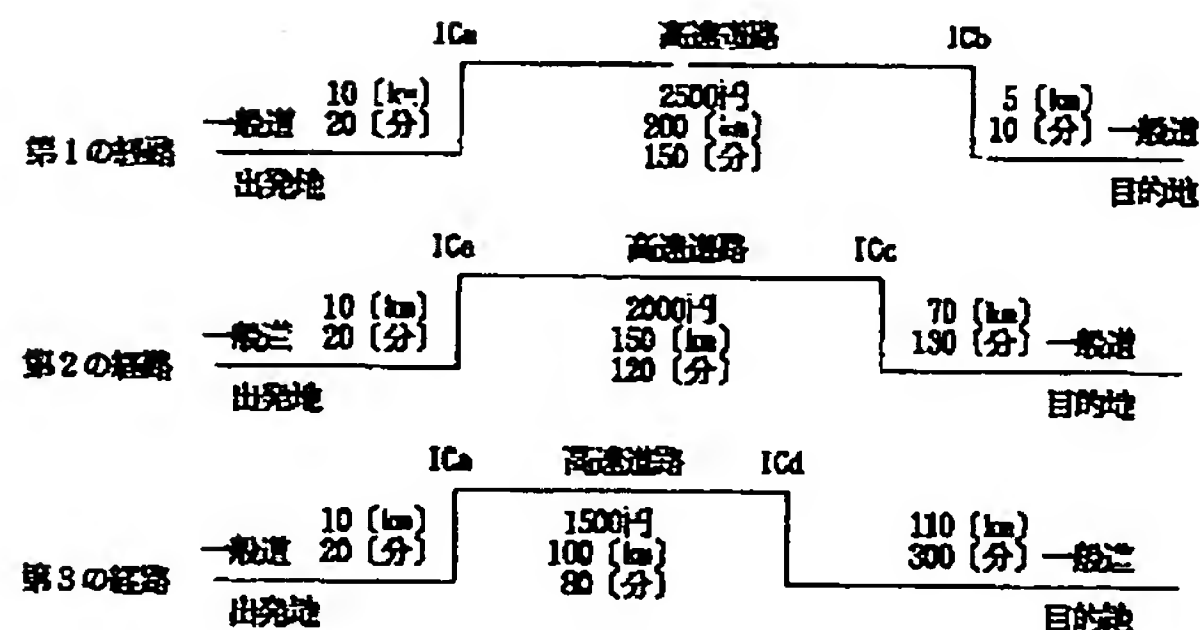 ICa 高速道路 ICb
10 〔km〕 2500円 5 〔km〕
一般道 20 〔分〕 200 〔km〕 10 〔分〕 一般道
第1の経路 150 〔分〕
出発地 目的地
ICa 高速道路 ICc
10 〔km〕 2000円 70 〔km〕
一般道 20 〔分〕 150 〔km〕 130 〔分〕 一般道
第2の経路 120 〔分〕
出発地 目的地
ICa 高速道路 ICd
10 〔km〕 1500円 110 〔km〕
一般道 20 〔分〕 100 〔km〕 300 〔分〕 一般道
第3の経路 80 〔分〕
出発地 目的地